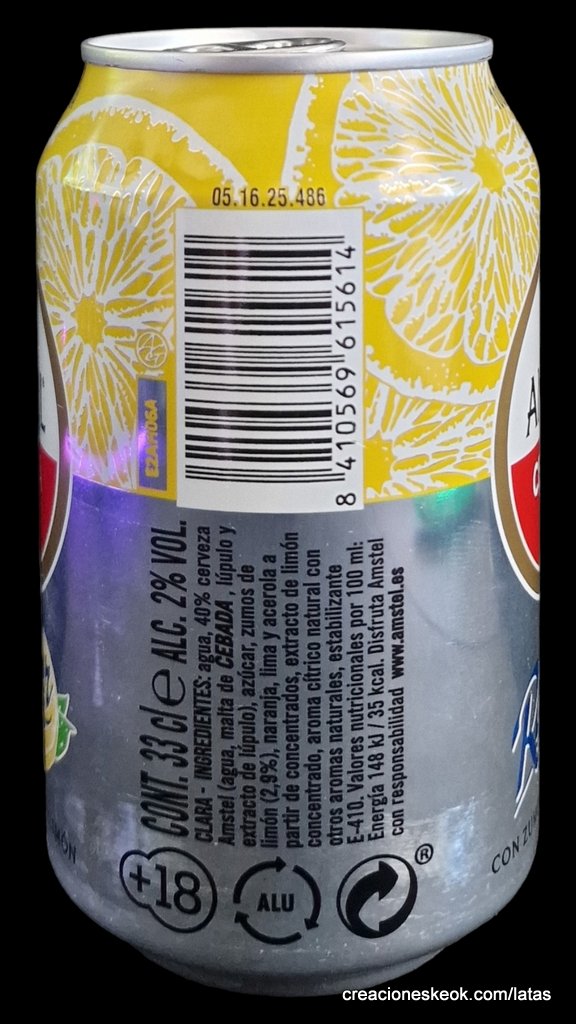 05.16.25.486
8 410569 615614
EZAM06A
CONT. 33 cl e ALC. 2% VOL.
CLARA - INGREDIENTES: agua, 40% cerveza
Amstel (agua, malta de CEBADA , lúpulo y
extracto de lúpulo), azúcar, zumos de
limón (2,9%), naranja, lima y acerola a
partir de concentrados, extracto de limón
concentrado, aroma cítrico natural con
otros aromas naturales, estabilizante
E-410. Valores nutricionales por 100 ml:
Energía 148 kJ / 35 kcal. Disfruta Amstel
con responsabilidad www.amstel.es
+18
ALU
®
CON ZUM
creacioneskeok.com/latas